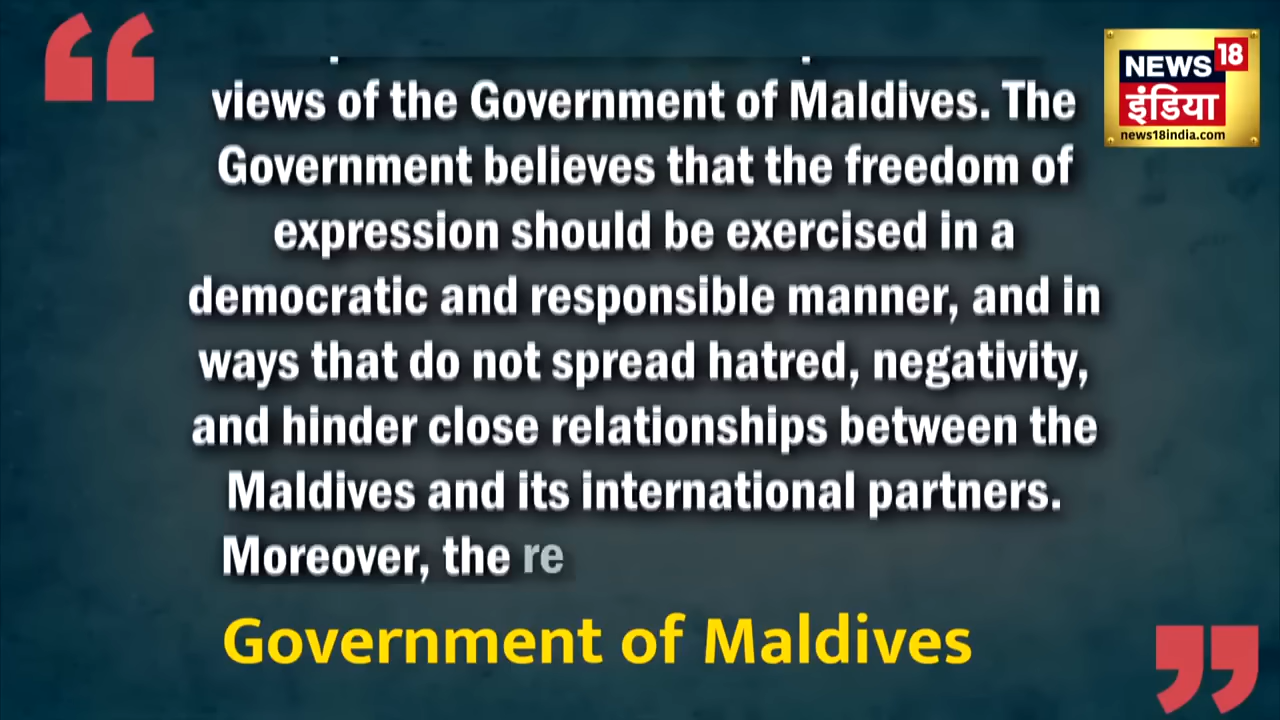 NEWS 18
इंडिया
news18india.com
views of the Government of Maldives. The
Government believes that the freedom of
expression should be exercised in a
democratic and responsible manner, and in
ways that do not spread hatred, negativity,
and hinder close relationships between the
Maldives and its international partners.
Moreover, the re
Government of Maldives